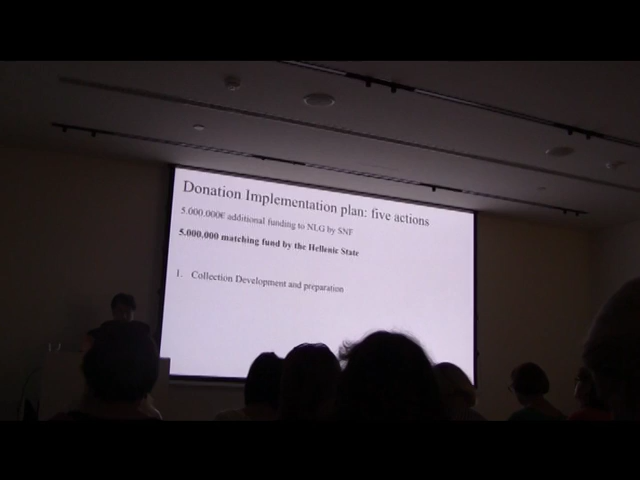 Donation Implementation plan: five actions
5.000.000€ additional funding to NLG by SNF
5.000.000 matching fund by the Hellenic State
1. Collection Development and preparation